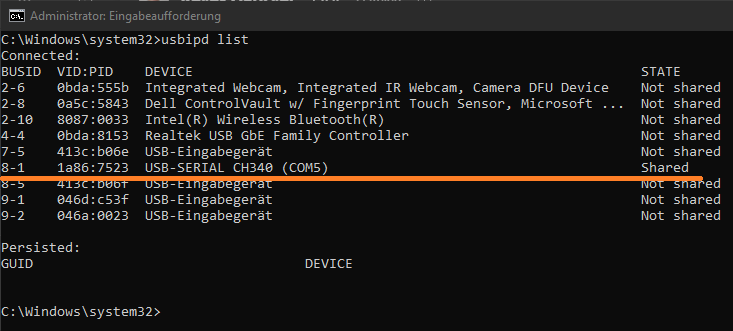 Administrator: Eingabeaufforderung
C:\Windows\system32>usbipd list
Connected:
BUSID  VID:PID    DEVICE                                                        STATE
2-6    0bda:555b  Integrated Webcam, Integrated IR Webcam, Camera DFU Device    Not shared
2-8    0a5c:5843  Dell ControlVault w/ Fingerprint Touch Sensor, Microsoft ...  Not shared
2-10   8087:0033  Intel(R) Wireless Bluetooth(R)                                Not shared
4-4    0bda:8153  Realtek USB GbE Family Controller                             Not shared
7-5    413c:b06e  USB-Eingabegerät                                              Not shared
8-1    1a86:7523  USB-SERIAL CH340 (COM5)                                       Shared
8-5    413c:b06f  USB-Eingabegerät                                              Not shared
9-1    046d:c53f  USB-Eingabegerät                                              Not shared
9-2    046a:0023  USB-Eingabegerät                                              Not shared
Persisted:
GUID                                  DEVICE
C:\Windows\system32>